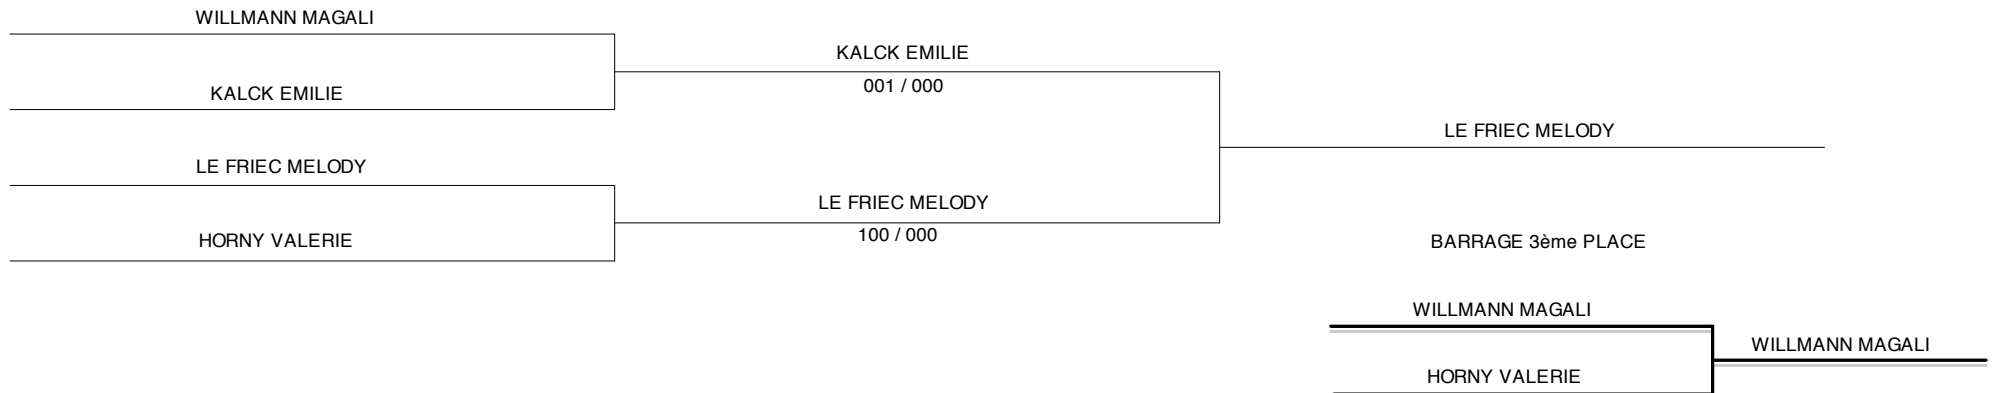 WILLMANN MAGALI
KALCK EMILIE
KALCK EMILIE
001 / 000
LE FRIEC MELODY
LE FRIEC MELODY
HORNY VALERIE
LE FRIEC MELODY
100 / 000
BARRAGE 3ème PLACE
WILLMANN MAGALI
WILLMANN MAGALI
HORNY VALERIE